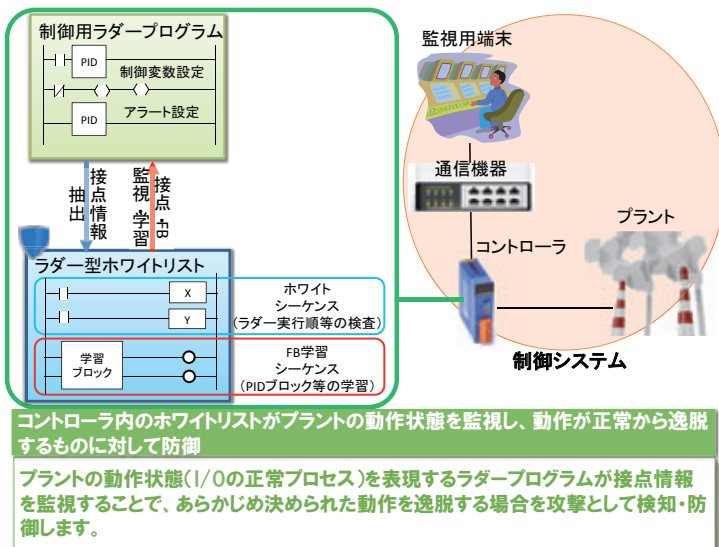 制御用ラダープログラム
PID
制御変数設定
アラート設定
PID
接点情報
抽出
接点・FB
監視・学習
ラダー型ホワイトリスト
X
Y
ホワイト
シーケンス
(ラダー実行順等の検査)
学習
ブロック
FB学習
シーケンス
(PIDブロック等の学習)
監視用端末
通信機器
コントローラ
プラント
制御システム
コントローラ内のホワイトリストがプラントの動作状態を監視し、動作が正常から逸脱
するものに対して防御
プラントの動作状態(I/Oの正常プロセス)を表現するラダープログラムが接点情報
を監視することで、あらかじめ決められた動作を逸脱する場合を攻撃として検知・防
御します。